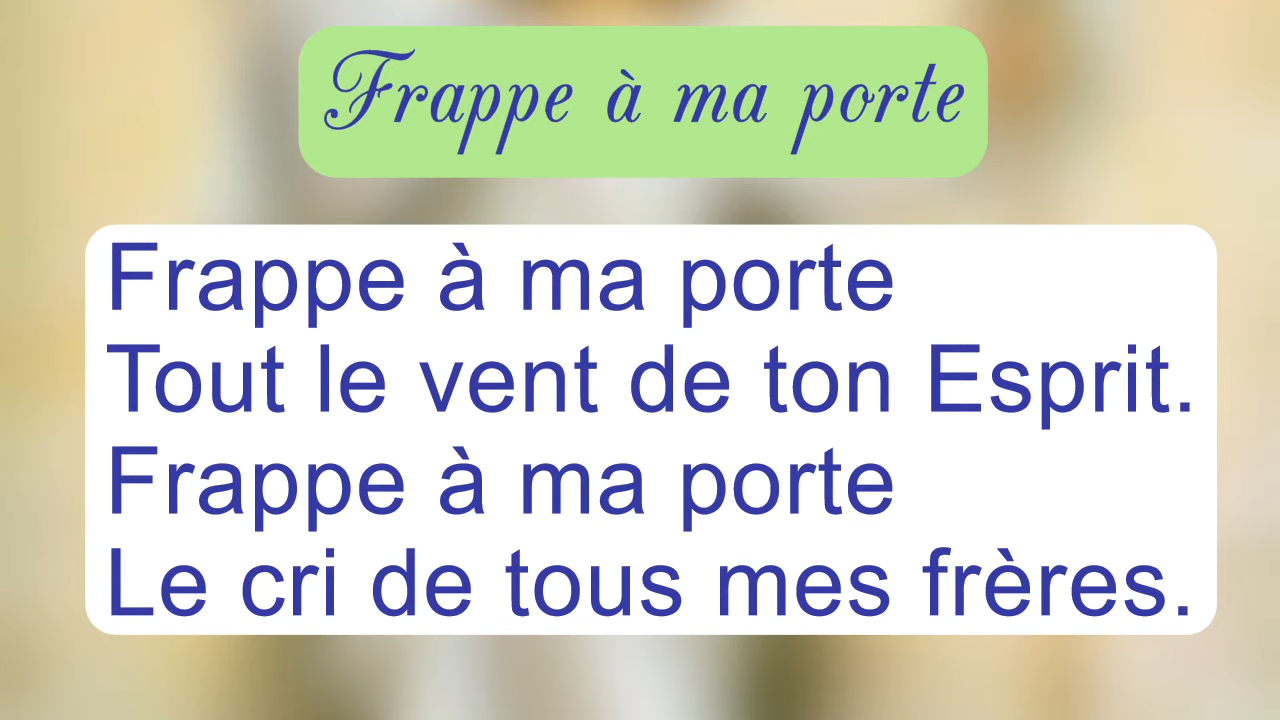 Frappe à ma porte
Frappe à ma porte
Tout le vent de ton Esprit.
Frappe à ma porte
Le cri de tous mes frères.